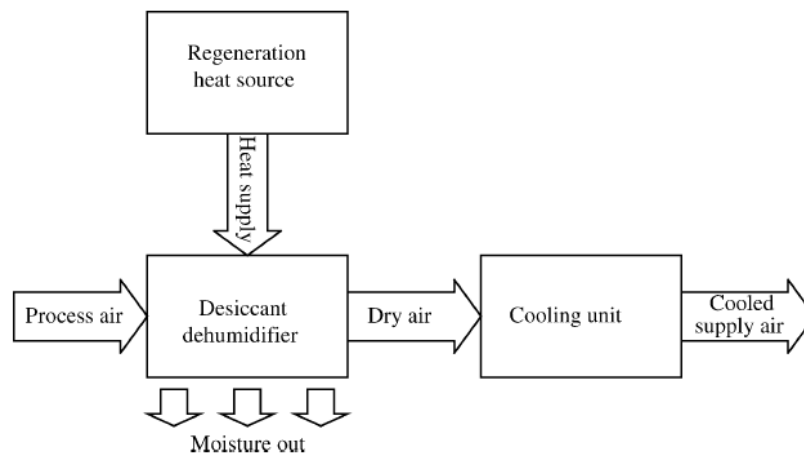 Regeneration
heat source
Heat supply
Process air
Desiccant
dehumidifier
Dry air
Cooling unit
Cooled
supply air
Moisture out